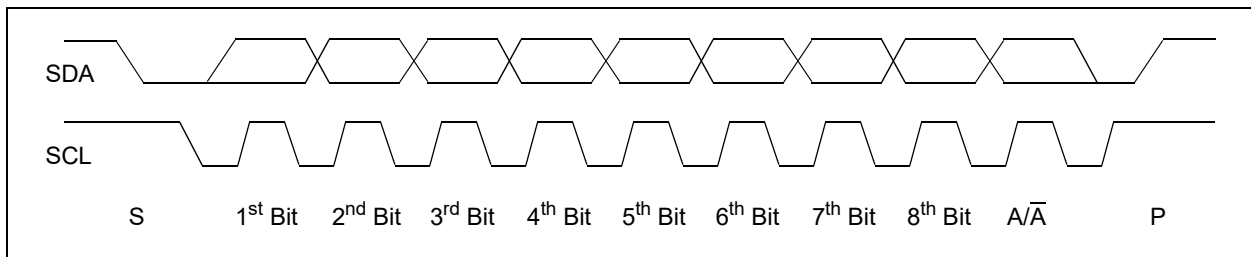 SDA
SCL
S 1st Bit 2nd Bit 3rd Bit 4th Bit 5th Bit 6th Bit 7th Bit 8th Bit A/A̅ P